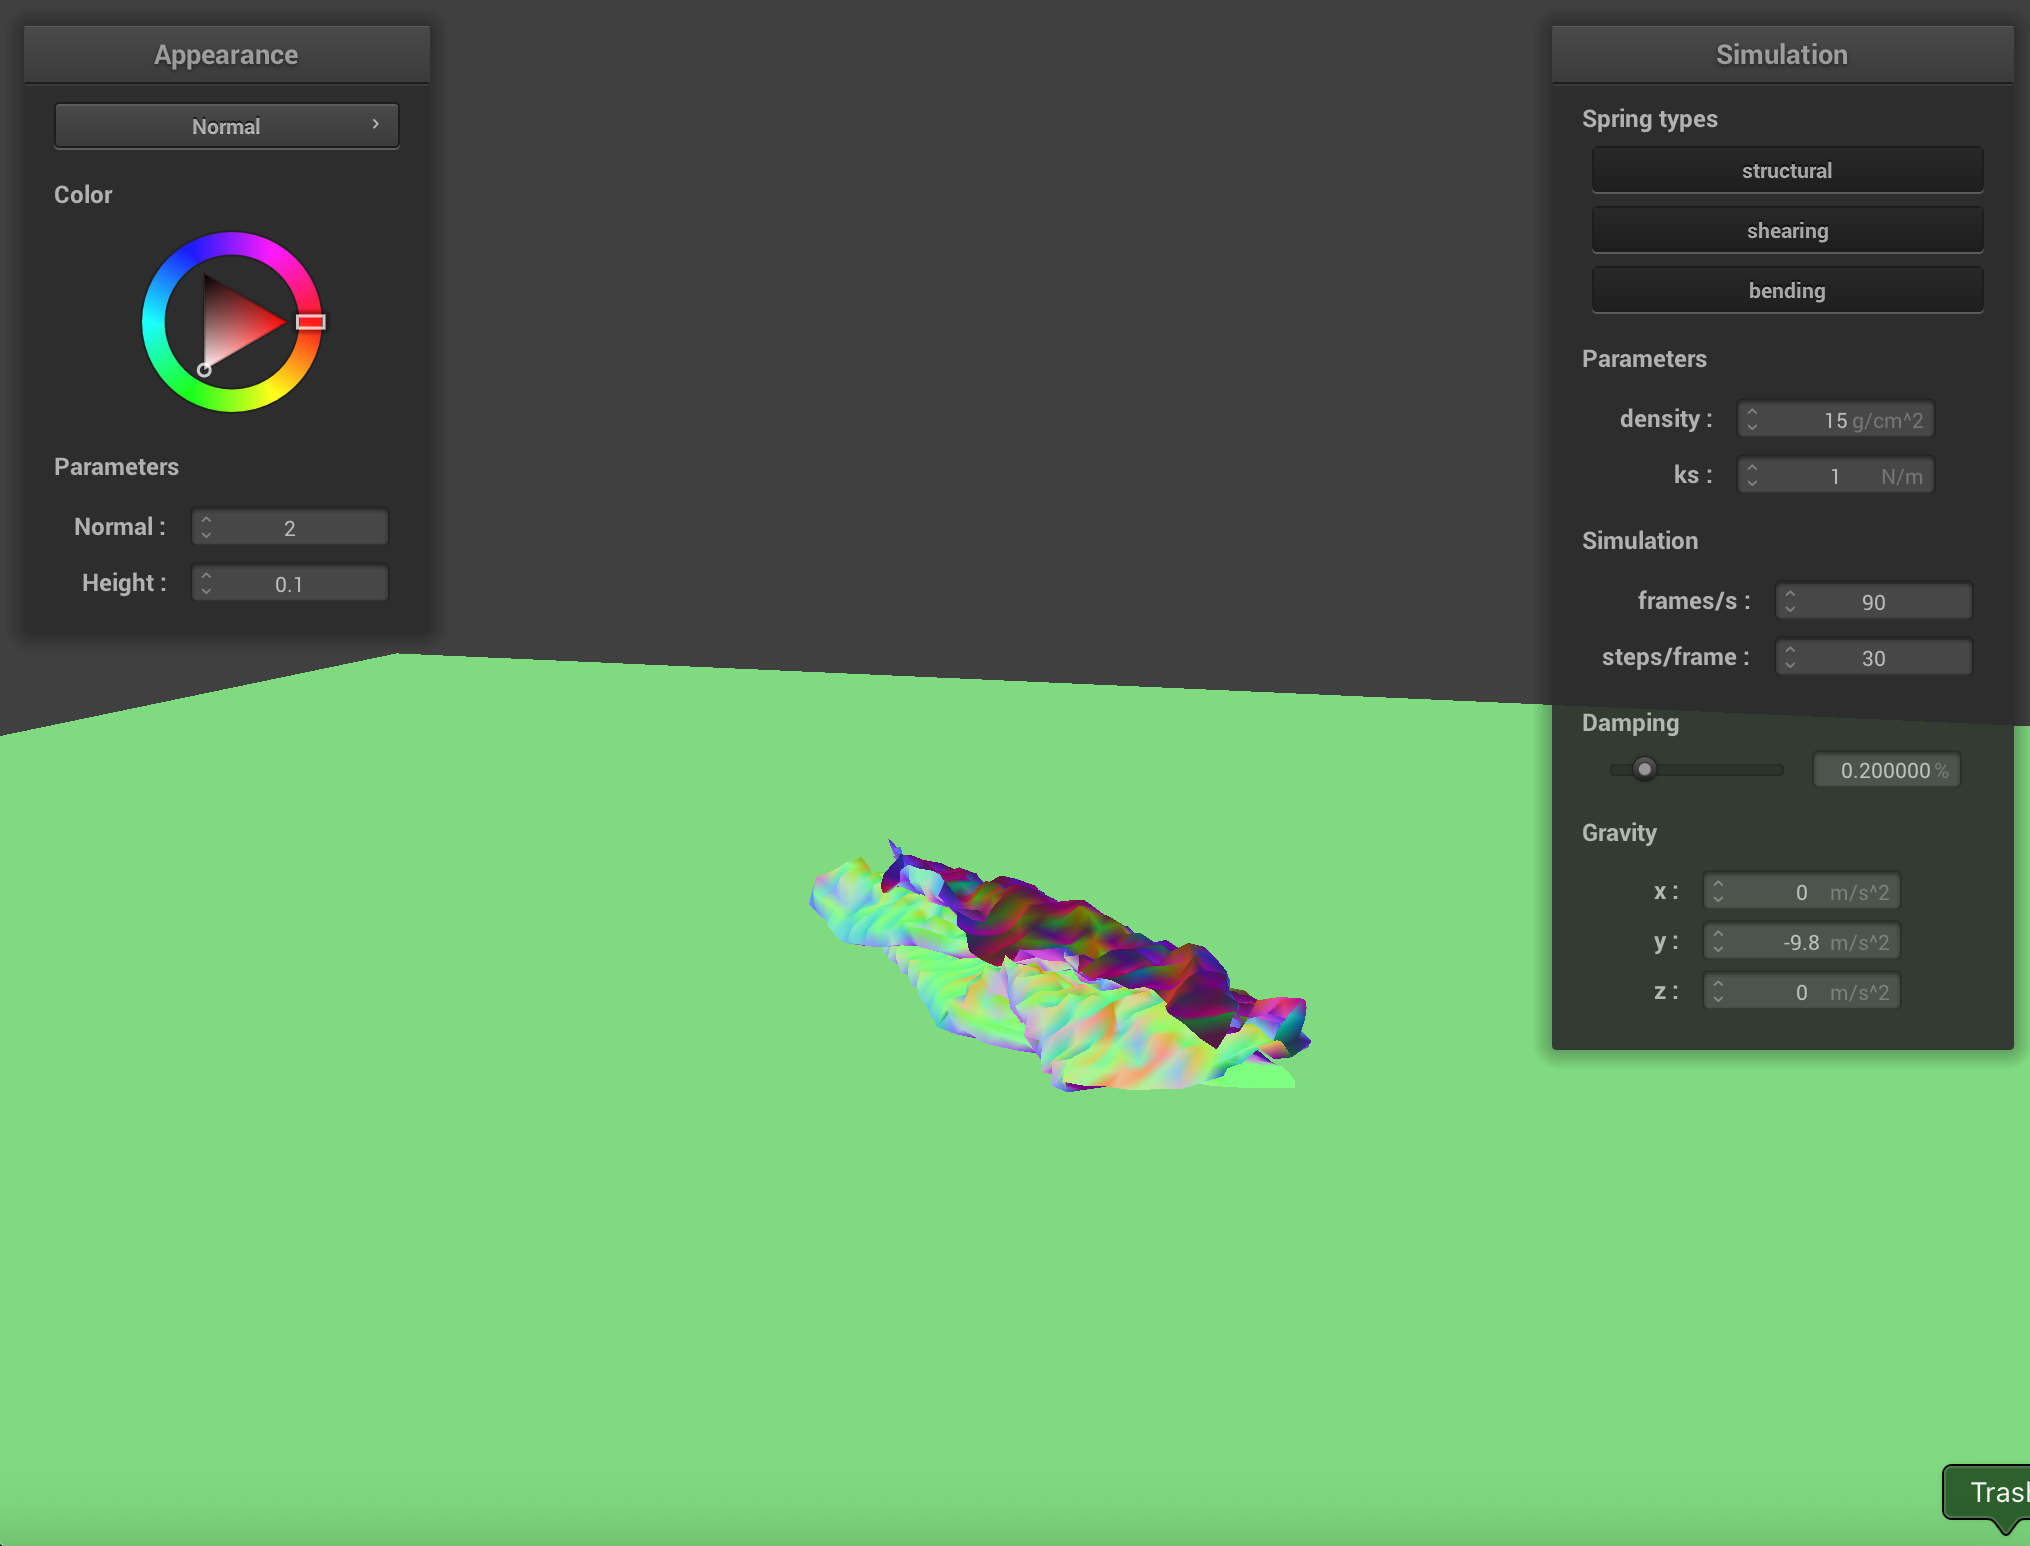 Appearance
Normal
Color
Parameters
Normal : 2
Height : 0.1
Simulation
Spring types
structural
shearing
bending
Parameters
density : 15 g/cm^2
ks : 1 N/m
Simulation
frames/s : 90
steps/frame : 30
Damping
0.200000 %
Gravity
x : 0 m/s^2
y : -9.8 m/s^2
z : 0 m/s^2